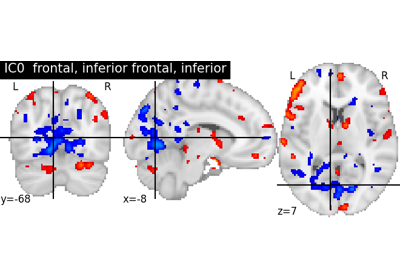 IC0 frontal, inferior frontal, inferior
L R
L R
y=-68
x=-8
z=7